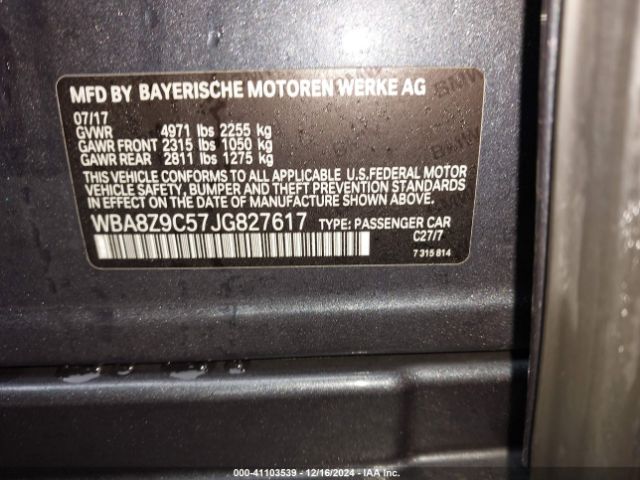 MFD BY BAYERISCHE MOTOREN WERKE AG
07/17
GVWR 4971 lbs 2255 kg
GAWR FRONT 2315 lbs 1050 kg
GAWR REAR 2811 lbs 1275 kg
THIS VEHICLE CONFORMS TO ALL APPLICABLE U.S.FEDERAL MOTOR
VEHICLE SAFETY, BUMPER AND THEFT PREVENTION STANDARDS
IN EFFECT ON THE DATE OF MANUFACTURE SHOWN ABOVE.
WBA8Z9C57JG827617 TYPE: PASSENGER CAR
C27/7
7 315 814
000-41103539 - 12/16/2024 - IAA Inc.